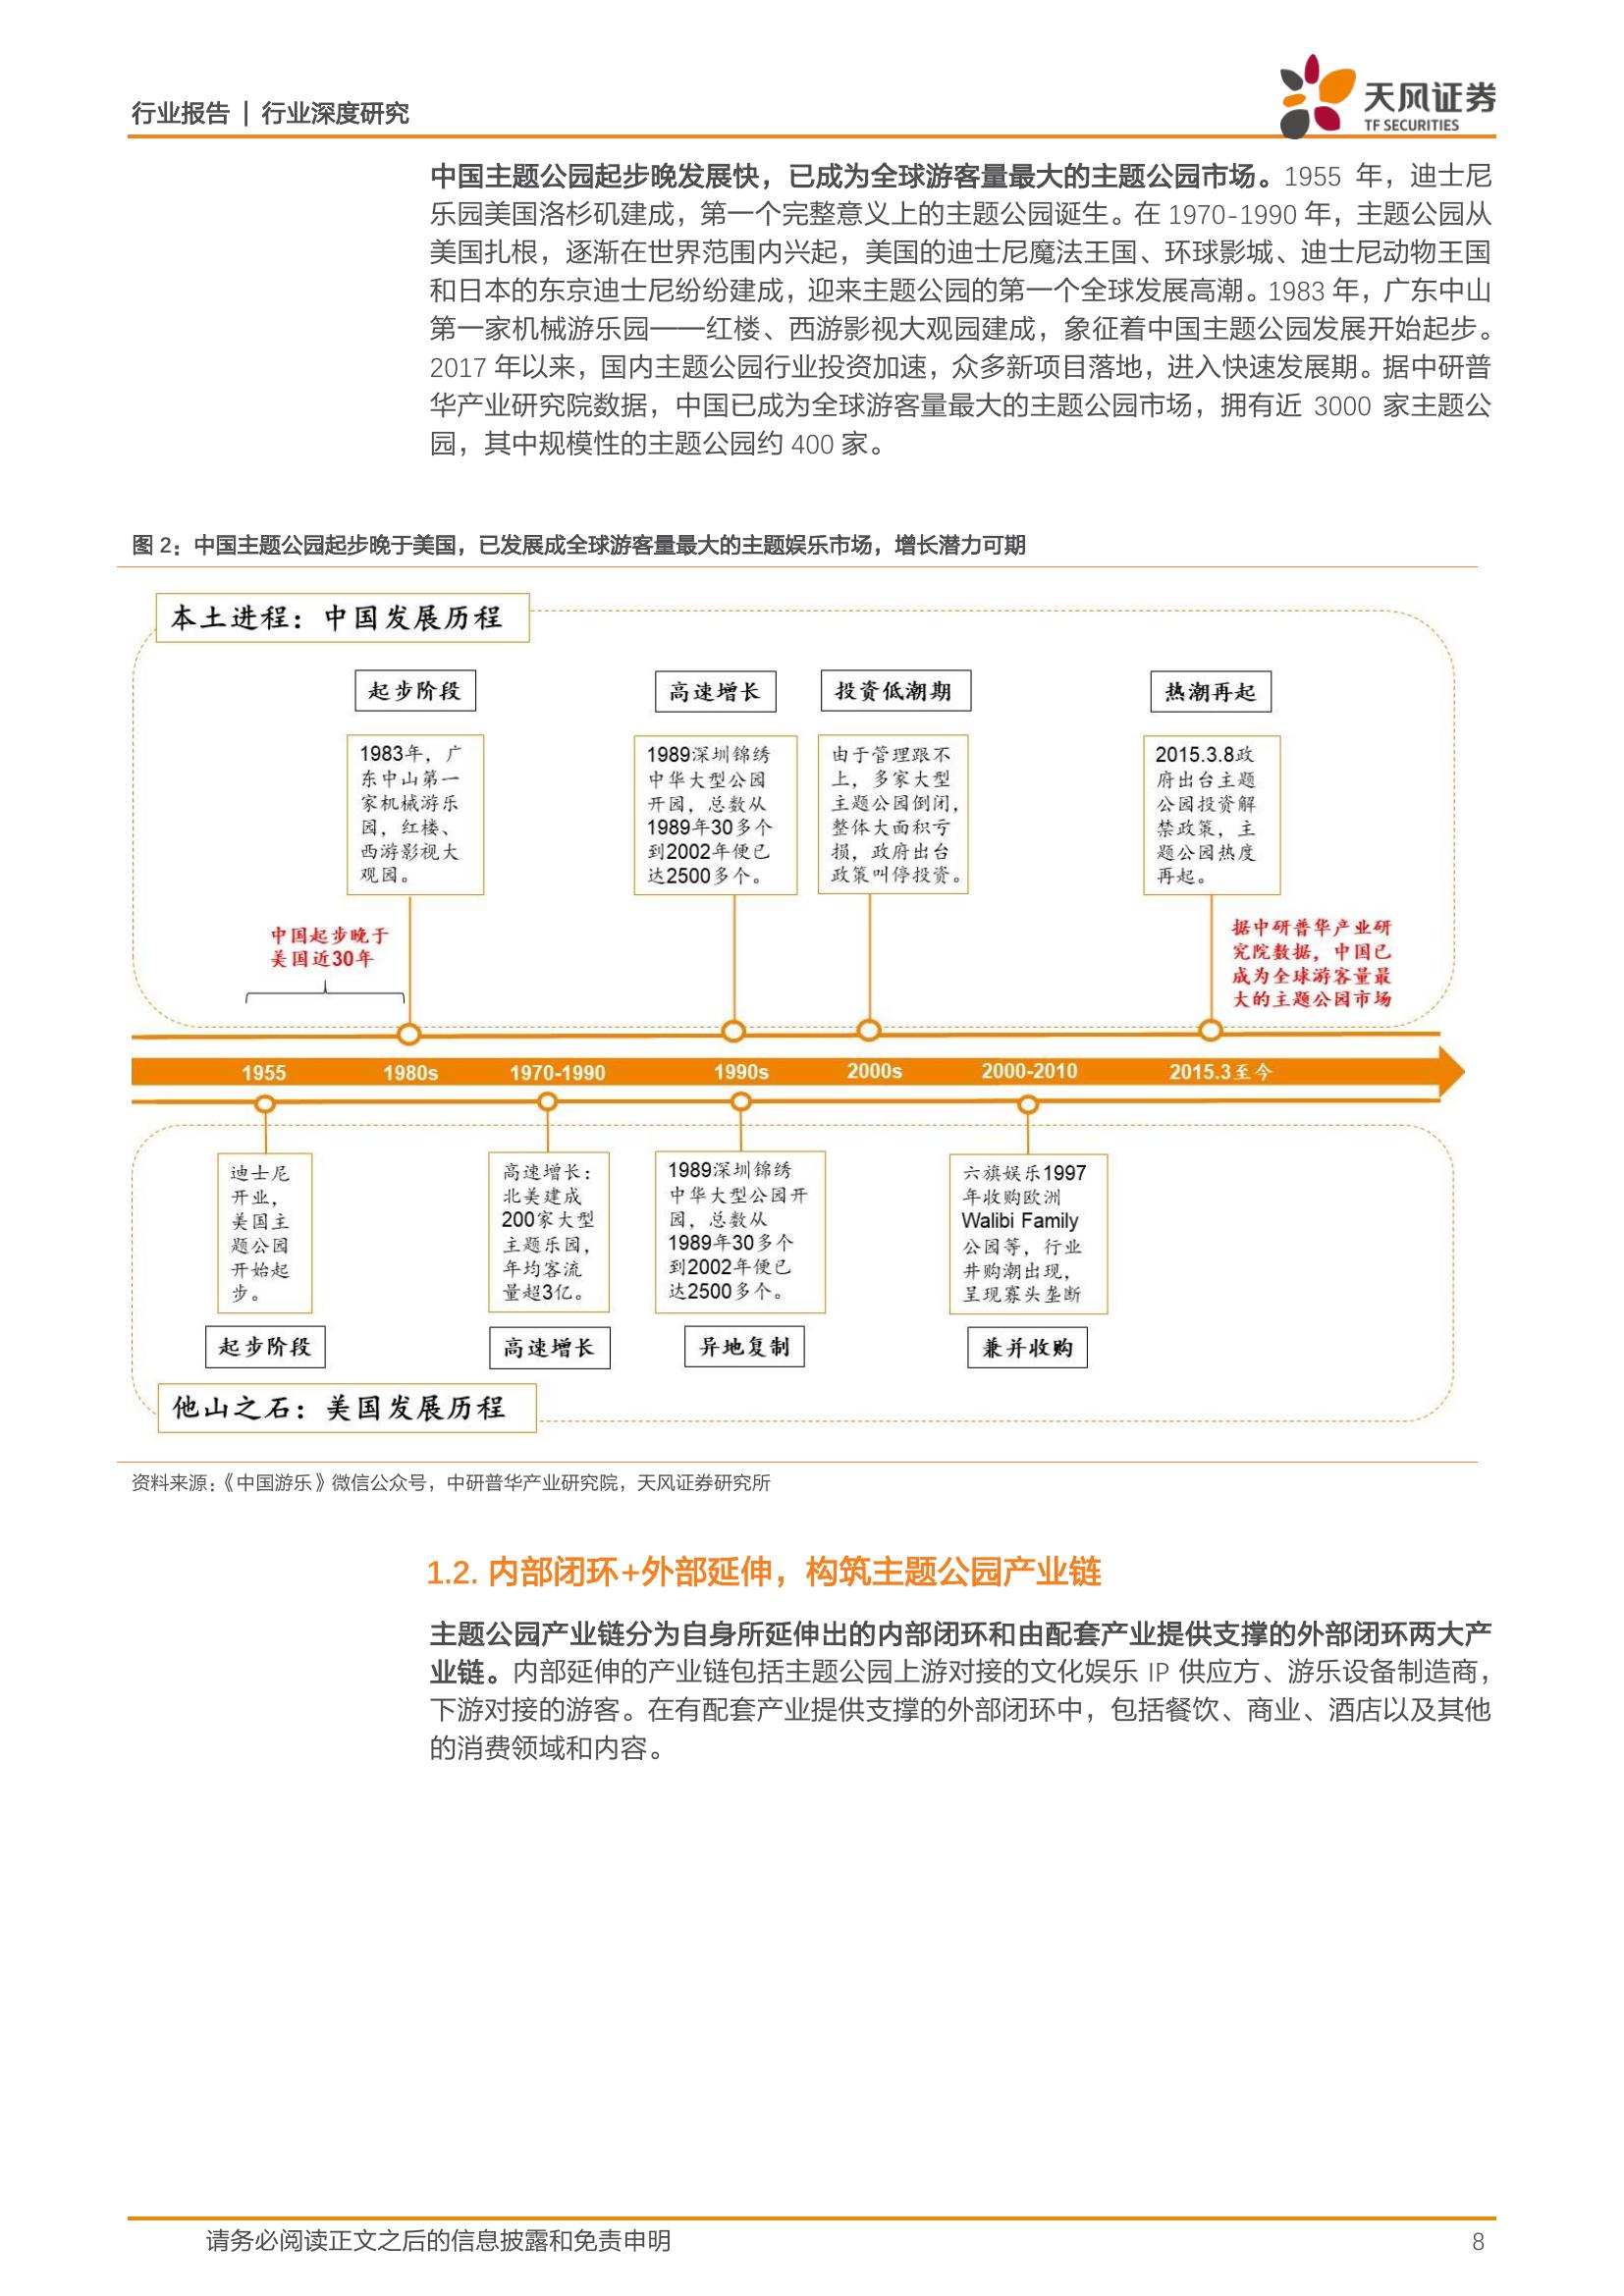 行业报告 | 行业深度研究
天风证券
TF SECURITIES
中国主题公园起步晚发展快，已成为全球游客量最大的主题公园市场。1955 年，迪士尼
乐园美国洛杉矶建成，第一个完整意义上的主题公园诞生。在 1970-1990 年，主题公园从
美国扎根，逐渐在世界范围内兴起，美国的迪士尼魔法王国、环球影城、迪士尼动物王国
和日本的东京迪士尼纷纷建成，迎来主题公园的第一个全球发展高潮。1983 年，广东中山
第一家机械游乐园——红楼、西游影视大观园建成，象征着中国主题公园发展开始起步。
2017 年以来，国内主题公园行业投资加速，众多新项目落地，进入快速发展期。据中研普
华产业研究院数据，中国已成为全球游客量最大的主题公园市场，拥有近 3000 家主题公
园，其中规模性的主题公园约 400 家。
图 2：中国主题公园起步晚于美国，已发展成全球游客量最大的主题娱乐市场，增长潜力可期
本土进程：中国发展历程
起步阶段
高速增长
投资低潮期
热潮再起
1983年，广
东中山第一
家机械游乐
园，红楼、
西游影视大
观园。
1989深圳锦绣
中华大型公园
开园，总数从
1989年30多个
到2002年便已
达2500多个。
由于管理跟不
上，多家大型
主题公园倒闭，
整体大面积亏
损，政府出台
政策叫停投资。
2015.3.8政
府出台主题
公园投资解
禁政策，主
题公园热度
再起。
中国起步晚于
美国近30年
据中研普华产业研
究院数据，中国已
成为全球游客量最
大的主题公园市场
1955
1980s
1970-1990
1990s
2000s
2000-2010
2015.3至今
迪士尼
开业，
美国主
题公园
开始起
步。
高速增长：
北美建成
200家大型
主题乐园，
年均客流
量超3亿。
1989深圳锦绣
中华大型公园开
园，总数从
1989年30多个
到2002年便已
达2500多个。
六旗娱乐1997
年收购欧洲
Walibi Family
公园等，行业
并购潮出现，
呈现寡头垄断
起步阶段
高速增长
异地复制
兼并收购
他山之石：美国发展历程
资料来源：《中国游乐》微信公众号，中研普华产业研究院，天风证券研究所
1.2. 内部闭环+外部延伸，构筑主题公园产业链
主题公园产业链分为自身所延伸出的内部闭环和由配套产业提供支撑的外部闭环两大产
业链。内部延伸的产业链包括主题公园上游对接的文化娱乐 IP 供应方、游乐设备制造商，
下游对接的游客。在有配套产业提供支撑的外部闭环中，包括餐饮、商业、酒店以及其他
的消费领域和内容。
请务必阅读正文之后的信息披露和免责申明
8